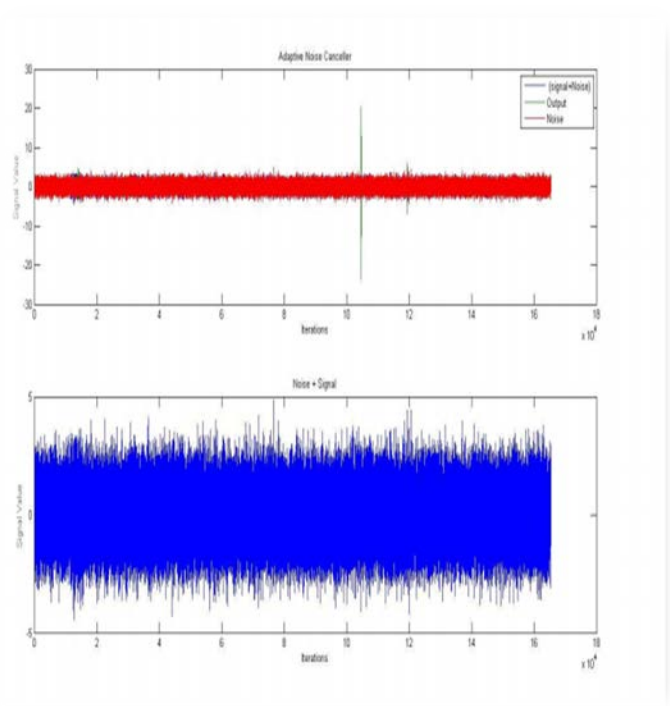 Adaptive Noise Canceller
30
20
10
0
-10
-20
-30
Signal Value
(signal+Noise)
Output
Noise
0 2 4 6 8 10 12 14 16 18
x 10^4
Iterations
Noise + Signal
5
0
-5
Signal Value
0 2 4 6 8 10 12 14 16 18
x 10^4
Iterations